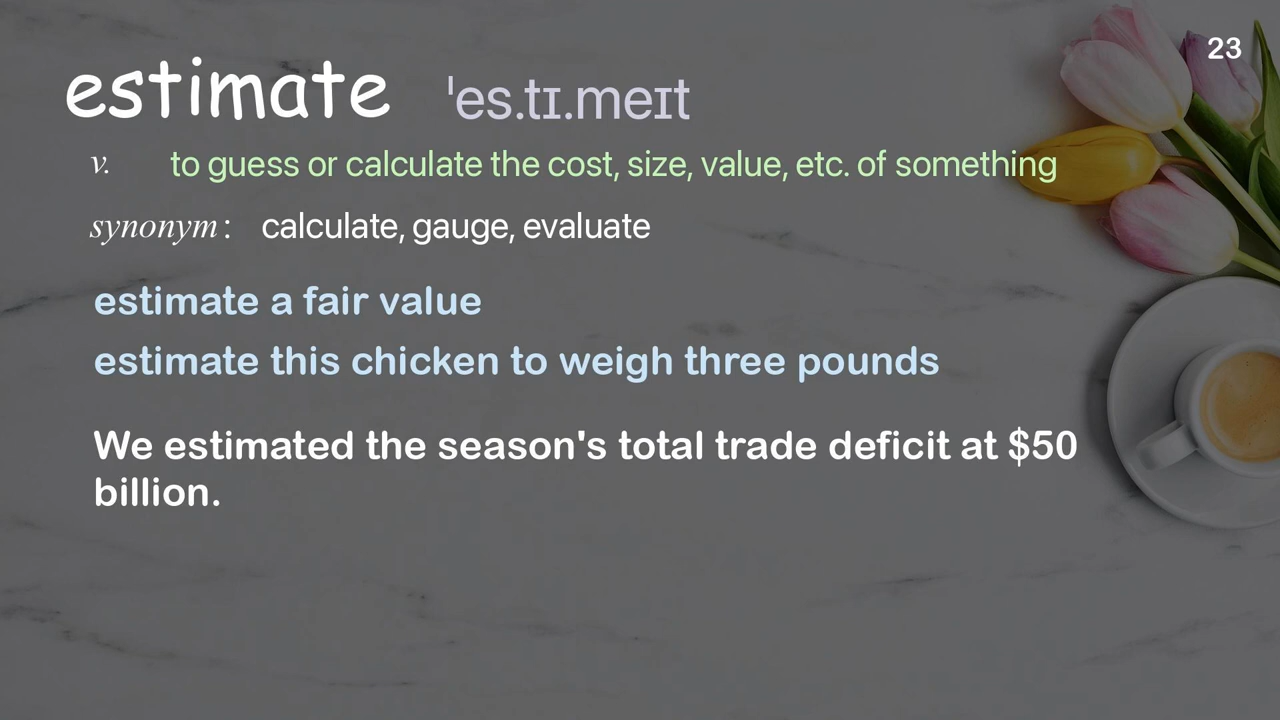 23
estimate ˈes.tɪ.meɪt
v. to guess or calculate the cost, size, value, etc. of something
synonym: calculate, gauge, evaluate
estimate a fair value
estimate this chicken to weigh three pounds
We estimated the season's total trade deficit at $50
billion.